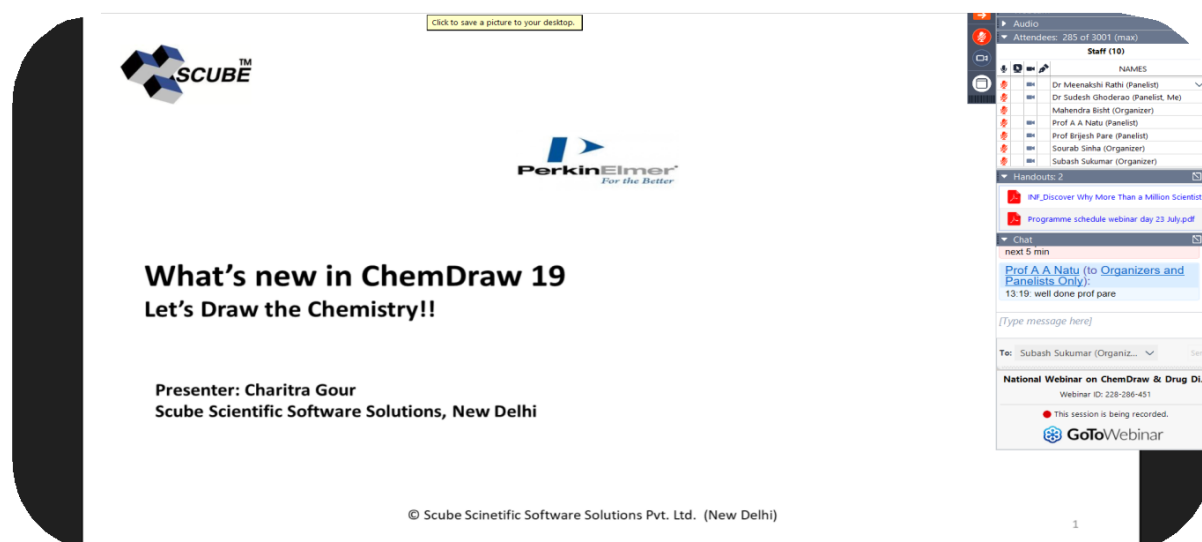 Click to save a picture to your desktop.
SCUBE TM
PerkinElmer
For the Better
What's new in ChemDraw 19
Let's Draw the Chemistry!!
Presenter: Charitra Gour
Scube Scientific Software Solutions, New Delhi
© Scube Scinetific Software Solutions Pvt. Ltd. (New Delhi)
1
Audio
Attendees: 285 of 3001 (max)
Staff (10)
NAMES
Dr Meenakshi Rathi (Panelist)
Dr Sudesh Ghoderao (Panelist, Me)
Mahendra Bisht (Organizer)
Prof A A Natu (Panelist)
Prof Brijesh Pare (Panelist)
Sourab Sinha (Organizer)
Subash Sukumar (Organizer)
Handouts: 2
INF_Discover Why More Than a Million Scientist
Programme schedule webinar day 23 July.pdf
Chat
next 5 min
Prof A A Natu (to Organizers and
Panelists Only):
13:19: well done prof pare
[Type message here]
To: Subash Sukumar (Organiz...
National Webinar on ChemDraw & Drug Di...
Webinar ID: 228-286-451
This session is being recorded.
GoToWebinar